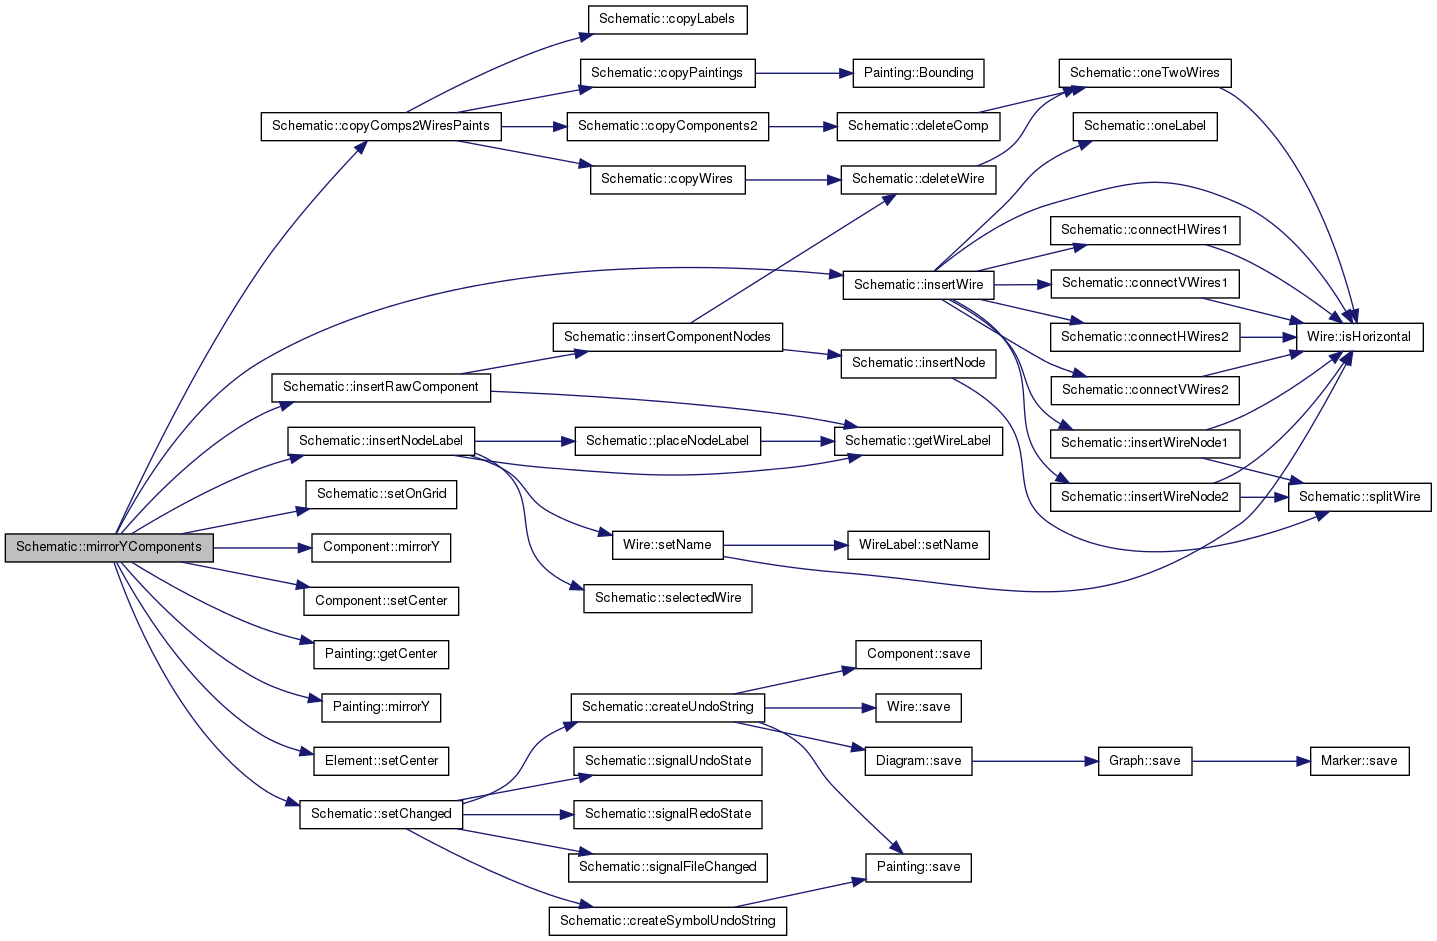 Schematic::copyLabels
Schematic::copyPaintings
Painting::Bounding
Schematic::oneTwoWires
Schematic::copyComps2WiresPaints
Schematic::copyComponents2
Schematic::deleteComp
Schematic::oneLabel
Schematic::copyWires
Schematic::deleteWire
Schematic::connectHWires1
Schematic::insertWire
Schematic::connectVWires1
Schematic::insertComponentNodes
Schematic::connectHWires2
Wire::isHorizontal
Schematic::insertNode
Schematic::insertRawComponent
Schematic::connectVWires2
Schematic::insertNodeLabel
Schematic::placeNodeLabel
Schematic::getWireLabel
Schematic::insertWireNode1
Schematic::setOnGrid
Schematic::insertWireNode2
Schematic::splitWire
Schematic::mirrorYComponents
Component::mirrorY
Wire::setName
WireLabel::setName
Component::setCenter
Schematic::selectedWire
Painting::getCenter
Component::save
Painting::mirrorY
Schematic::createUndoString
Wire::save
Element::setCenter
Schematic::signalUndoState
Diagram::save
Graph::save
Marker::save
Schematic::setChanged
Schematic::signalRedoState
Schematic::signalFileChanged
Painting::save
Schematic::createSymbolUndoString